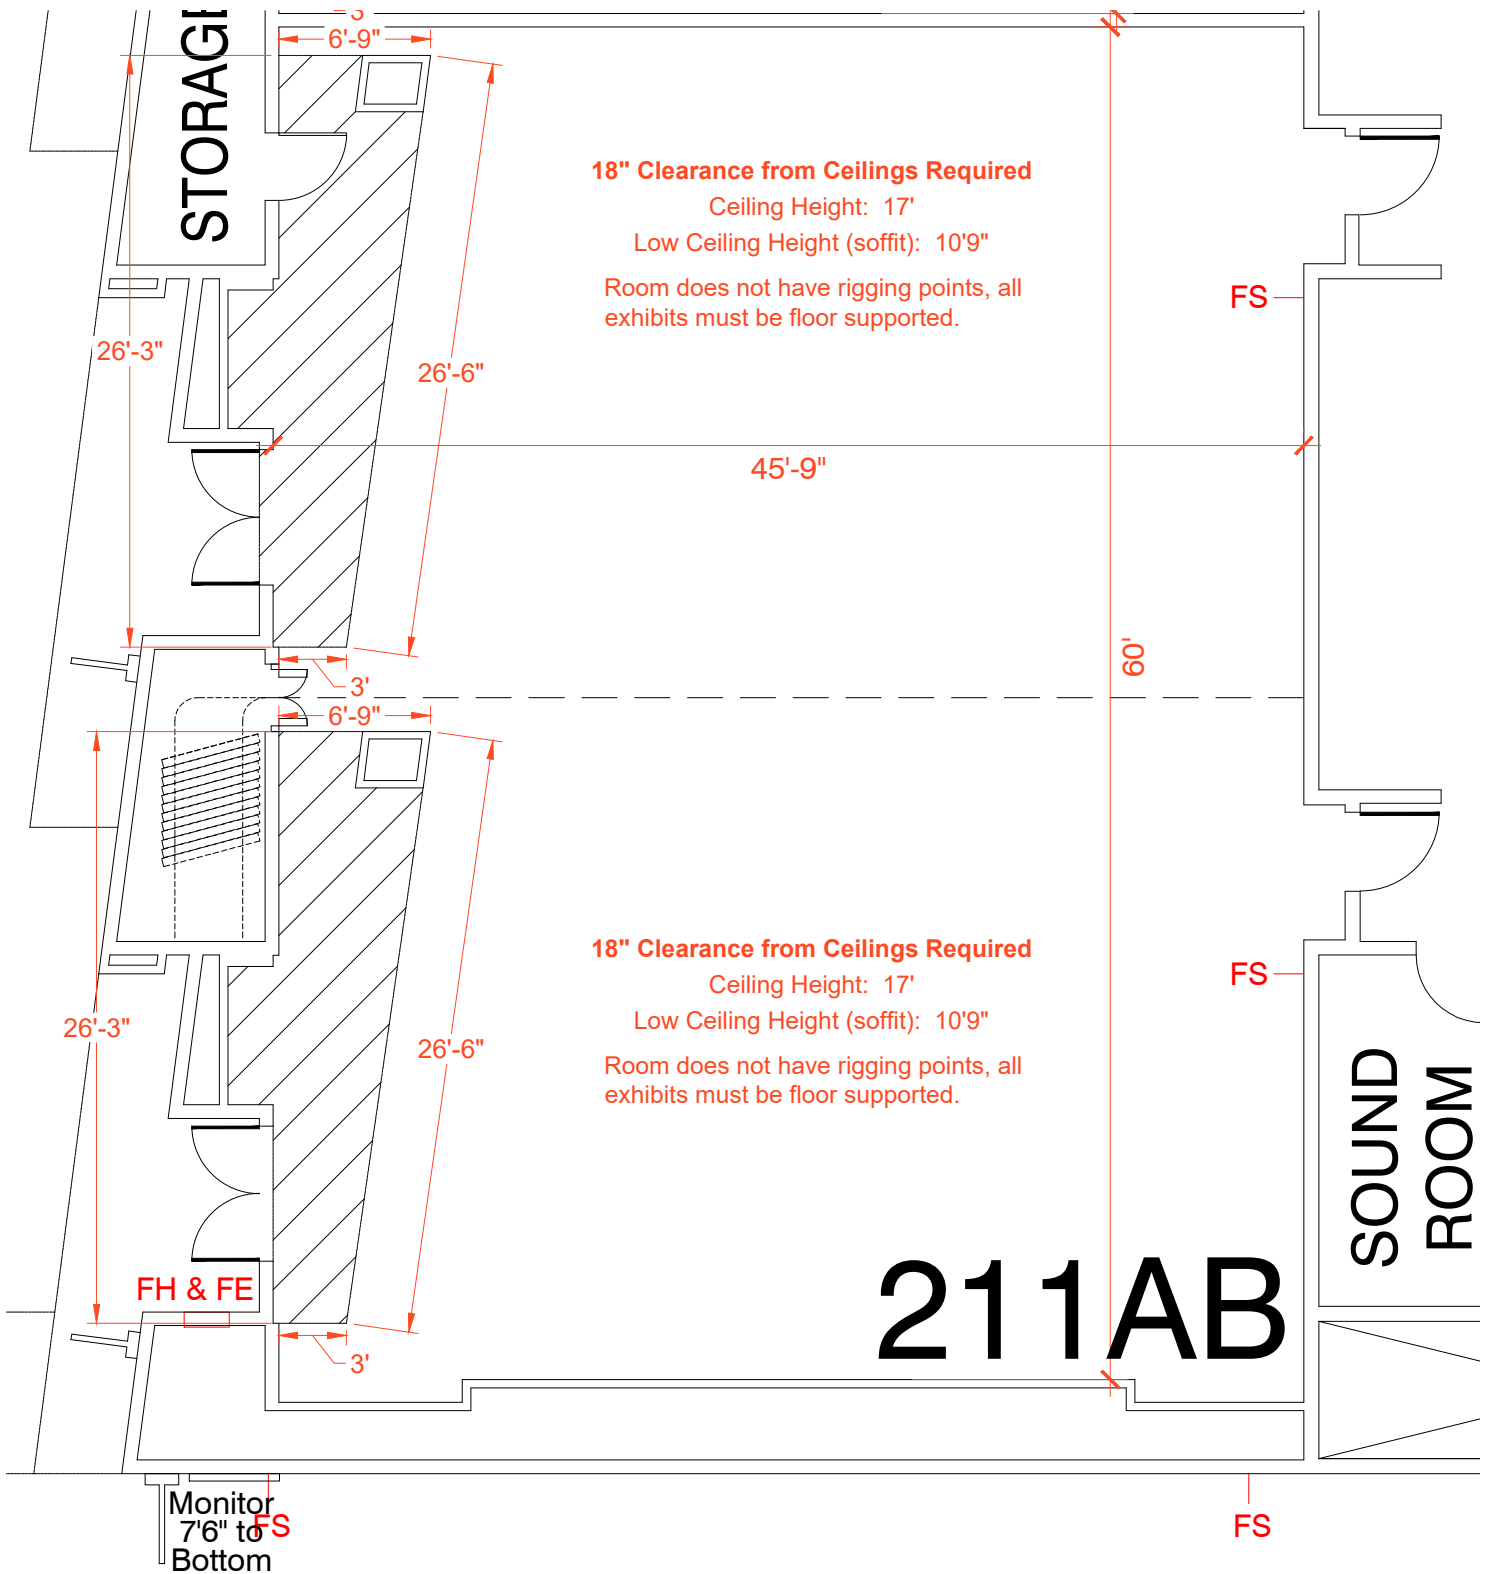 3'
6'-9"
STORAGE
18" Clearance from Ceilings Required
Ceiling Height: 17'
Low Ceiling Height (soffit): 10'9"
Room does not have rigging points, all
exhibits must be floor supported.
FS
26'-3"
26'-6"
45'-9"
60'
3'
6'-9"
18" Clearance from Ceilings Required
Ceiling Height: 17'
Low Ceiling Height (soffit): 10'9"
Room does not have rigging points, all
exhibits must be floor supported.
FS
26'-3"
26'-6"
SOUND
ROOM
FH & FE
211AB
3'
Monitor
7'6" to
Bottom
FS
FS